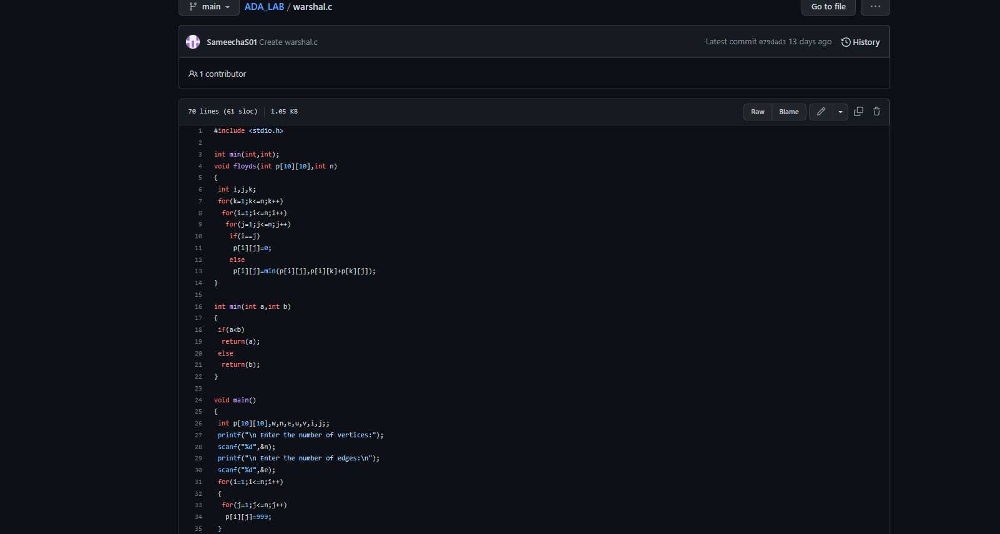 main
ADA_LAB / warshal.c
Go to file
...
SameechaS01 Create warshal.c
Latest commit 079dad3 13 days ago
History
1 contributor
70 lines (61 sloc)
1.05 KB
Raw
Blame
1 #include <stdio.h>
2
3 int min(int,int);
4 void floyds(int p[10][10],int n)
5 {
6 int i,j,k;
7 for(k=1;k<=n;k++)
8 for(i=1;i<=n;i++)
9 for(j=1;j<=n;j++)
10 if(i==j)
11 p[i][j]=0;
12 else
13 p[i][j]=min(p[i][j],p[i][k]+p[k][j]);
14 }
15
16 int min(int a,int b)
17 {
18 if(a<b)
19 return(a);
20 else
21 return(b);
22 }
23
24 void main()
25 {
26 int p[10][10],w,n,e,u,v,i,j;;
27 printf("\n Enter the number of vertices:");
28 scanf("%d",&n);
29 printf("\n Enter the number of edges:\n");
30 scanf("%d",&e);
31 for(i=1;i<=n;i++)
32 {
33 for(j=1;j<=n;j++)
34 p[i][j]=999;
35 }